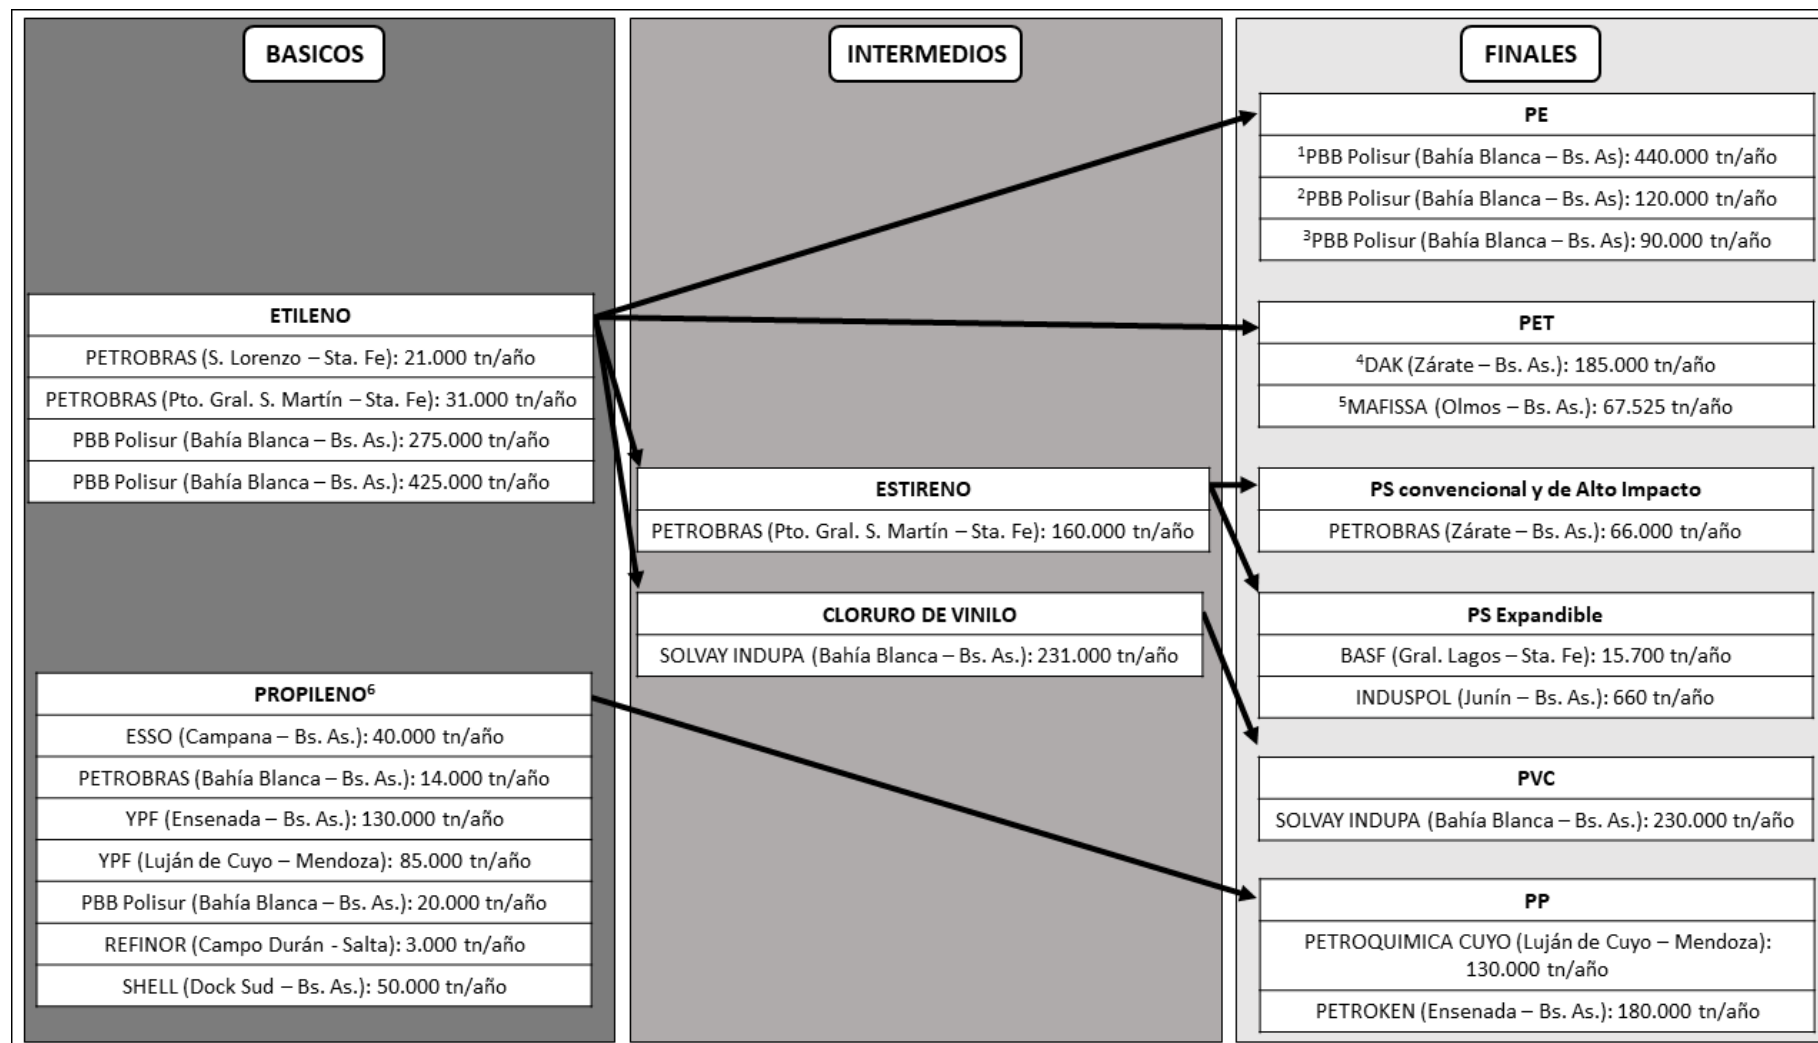 BASICOS
ETILENO
PETROBRAS (S. Lorenzo – Sta. Fe): 21.000 tn/año
PETROBRAS (Pto. Gral. S. Martín – Sta. Fe): 31.000 tn/año
PBB Polisur (Bahía Blanca – Bs. As.): 275.000 tn/año
PBB Polisur (Bahía Blanca – Bs. As.): 425.000 tn/año
PROPILENO⁶
ESSO (Campana – Bs. As.): 40.000 tn/año
PETROBRAS (Bahía Blanca – Bs. As.): 14.000 tn/año
YPF (Ensenada – Bs. As.): 130.000 tn/año
YPF (Luján de Cuyo – Mendoza): 85.000 tn/año
PBB Polisur (Bahía Blanca – Bs. As.): 20.000 tn/año
REFINOR (Campo Durán - Salta): 3.000 tn/año
SHELL (Dock Sud – Bs. As.): 50.000 tn/año
INTERMEDIOS
ESTIRENO
PETROBRAS (Pto. Gral. S. Martín – Sta. Fe): 160.000 tn/año
CLORURO DE VINILO
SOLVAY INDUPA (Bahía Blanca – Bs. As.): 231.000 tn/año
FINALES
PE
¹PBB Polisur (Bahía Blanca – Bs. As): 440.000 tn/año
²PBB Polisur (Bahía Blanca – Bs. As): 120.000 tn/año
³PBB Polisur (Bahía Blanca – Bs. As): 90.000 tn/año
PET
⁴DAK (Zárate – Bs. As.): 185.000 tn/año
⁵MAFISSA (Olmos – Bs. As.): 67.525 tn/año
PS convencional y de Alto Impacto
PETROBRAS (Zárate – Bs. As.): 66.000 tn/año
PS Expandible
BASF (Gral. Lagos – Sta. Fe): 15.700 tn/año
INDUSPOL (Junín – Bs. As.): 660 tn/año
PVC
SOLVAY INDUPA (Bahía Blanca – Bs. As.): 230.000 tn/año
PP
PETROQUIMICA CUYO (Luján de Cuyo – Mendoza):
130.000 tn/año
PETROKEN (Ensenada – Bs. As.): 180.000 tn/año